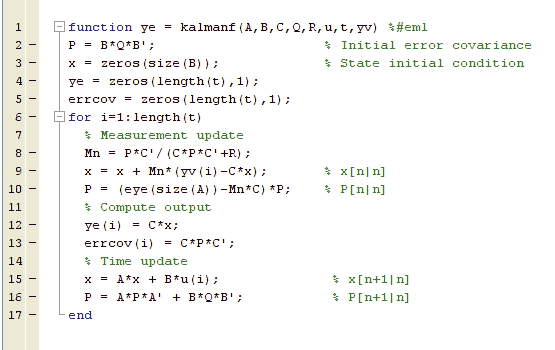 1 function ye = kalmanf(A,B,C,Q,R,u,t,yv) %#eml
2 P = B*Q*B'; % Initial error covariance
3 x = zeros(size(B)); % State initial condition
4 ye = zeros(length(t),1);
5 errcov = zeros(length(t),1);
6 for i=1:length(t)
7 % Measurement update
8 Mn = P*C'/(C*P*C'+R);
9 x = x + Mn*(yv(i)-C*x); % x[n|n]
10 P = (eye(size(A))-Mn*C)*P; % P[n|n]
11 % Compute output
12 ye(i) = C*x;
13 errcov(i) = C*P*C';
14 % Time update
15 x = A*x + B*u(i); % x[n+1|n]
16 P = A*P*A' + B*Q*B'; % P[n+1|n]
17 end